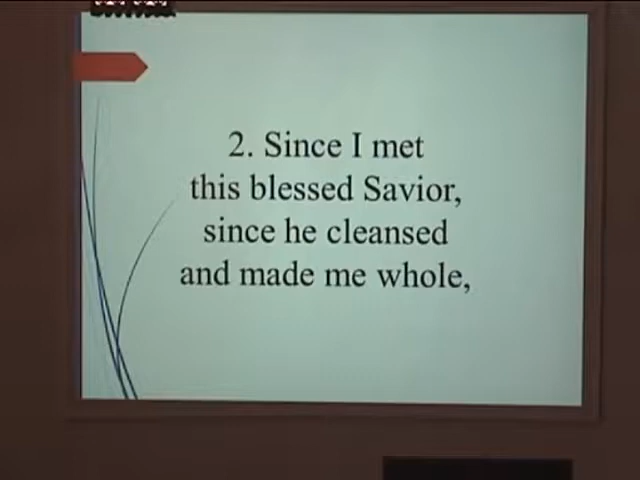 2. Since I met
this blessed Savior,
since he cleansed
and made me whole,